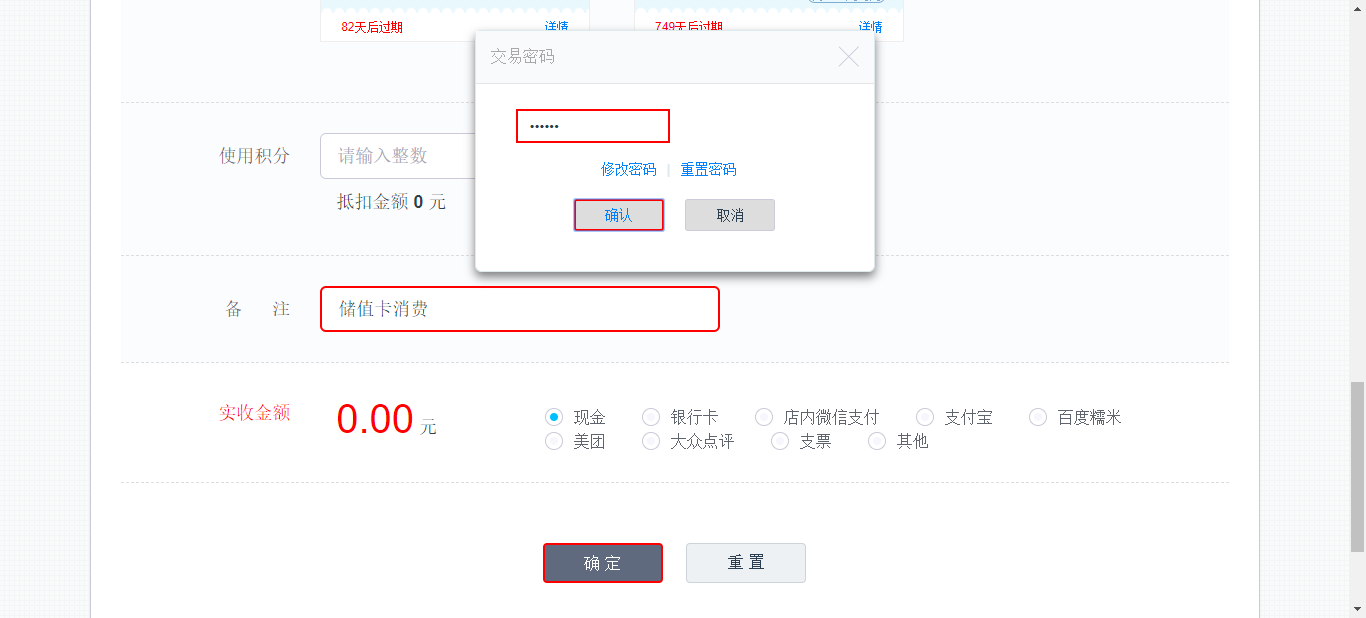 82天后过期 详情 749天后过期 详情
交易密码
••••••
修改密码 | 重置密码
确认 取消
使用积分 请输入整数
抵扣金额 0 元
备 注 储值卡消费
实收金额 0.00 元
现金 银行卡 店内微信支付 支付宝 百度糯米
美团 大众点评 支票 其他
确 定 重 置